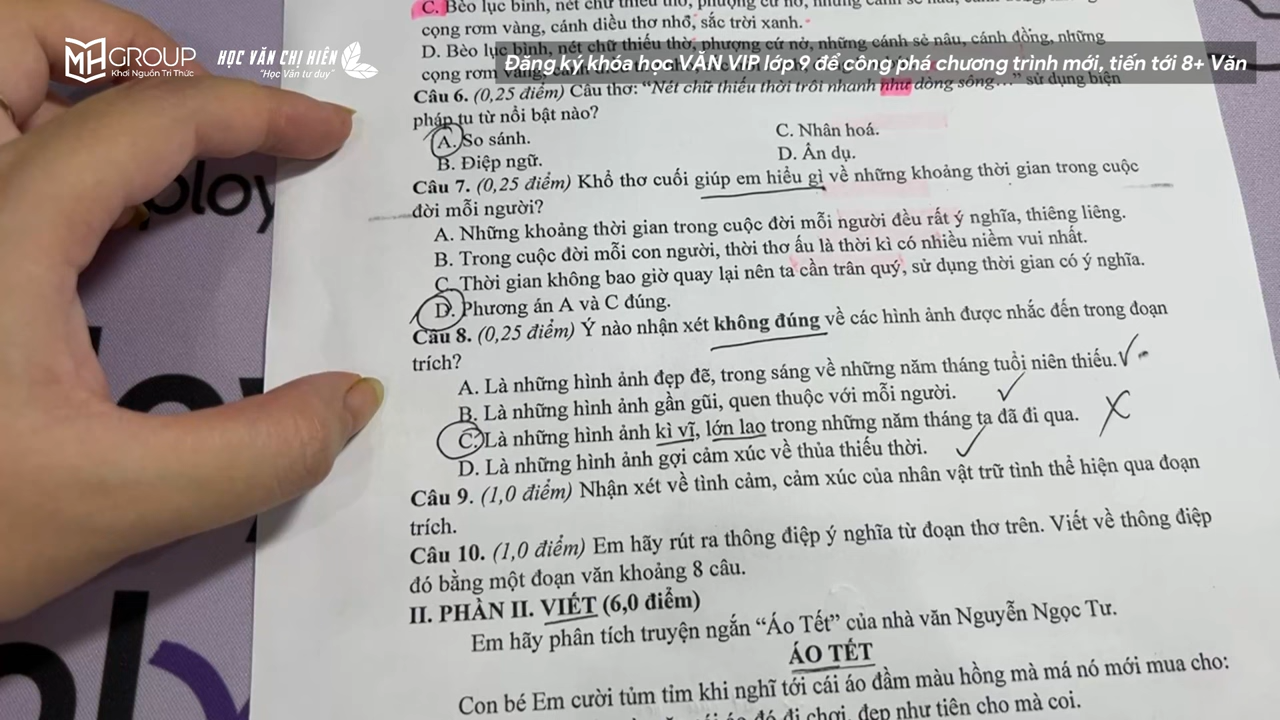 C. Bèo lục bình, nét chữ thiếu thờ, phượng cứ nở, những cánh sẻ nâu, cánh đồng, những
cọng rơm vàng, cánh diều thơ nhỏ, sắc trời xanh.
D. Bèo lục bình, nét chữ thiếu thờ, phượng cứ nở, những cánh sẻ nâu, cánh đồng, những
cọng rơm vàng,
MH GROUP
Khơi Nguồn Tri Thức
HỌC VĂN CHỊ HIÊN
"Học Văn tư duy"
Đăng ký khóa học VĂN VIP lớp 9 để công phá chương trình mới, tiến tới 8+ Văn
Câu 6. (0,25 điểm) Câu thơ: “Nét chữ thiếu thời trôi nhanh như dòng sông…” sử dụng biện
pháp tu từ nổi bật nào?
A. So sánh.
C. Nhân hoá.
B. Điệp ngữ.
D. Ẩn dụ.
Câu 7. (0,25 điểm) Khổ thơ cuối giúp em hiểu gì về những khoảng thời gian trong cuộc
đời mỗi người?
A. Những khoảng thời gian trong cuộc đời mỗi người đều rất ý nghĩa, thiêng liêng.
B. Trong cuộc đời mỗi con người, thời thơ ấu là thời kì có nhiều niềm vui nhất.
C. Thời gian không bao giờ quay lại nên ta cần trân quý, sử dụng thời gian có ý nghĩa.
D. Phương án A và C đúng.
Câu 8. (0,25 điểm) Ý nào nhận xét không đúng về các hình ảnh được nhắc đến trong đoạn
trích?
A. Là những hình ảnh đẹp đẽ, trong sáng về những năm tháng tuổi niên thiếu.
B. Là những hình ảnh gần gũi, quen thuộc với mỗi người.
C. Là những hình ảnh kì vĩ, lớn lao trong những năm tháng ta đã đi qua.
D. Là những hình ảnh gợi cảm xúc về thủa thiếu thời.
Câu 9. (1,0 điểm) Nhận xét về tình cảm, cảm xúc của nhân vật trữ tình thể hiện qua đoạn
trích.
Câu 10. (1,0 điểm) Em hãy rút ra thông điệp ý nghĩa từ đoạn thơ trên. Viết về thông điệp
đó bằng một đoạn văn khoảng 8 câu.
II. PHẦN II. VIẾT (6,0 điểm)
Em hãy phân tích truyện ngắn “Áo Tết” của nhà văn Nguyễn Ngọc Tư.
ÁO TẾT
Con bé Em cười tủm tỉm khi nghĩ tới cái áo đầm màu hồng mà má nó mới mua cho:
áo đó đi chơi, đẹp như tiên cho mà coi.
ploy